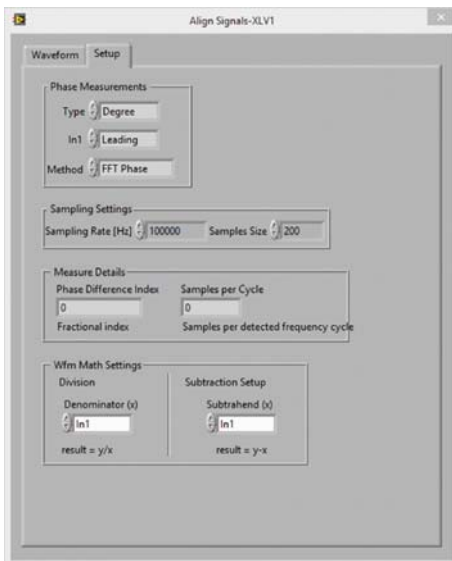 Align Signals-XLV1
Waveform Setup
Phase Measurements
Type Degree
In1 Leading
Method FFT Phase
Sampling Settings
Sampling Rate [Hz] 100000 Samples Size 200
Measure Details
Phase Difference Index Samples per Cycle
0 0
Fractional index Samples per detected frequency cycle
Wfm Math Settings
Division Subtraction Setup
Denominator (x) Subtrahend (x)
In1 In1
result = y/x result = y-x